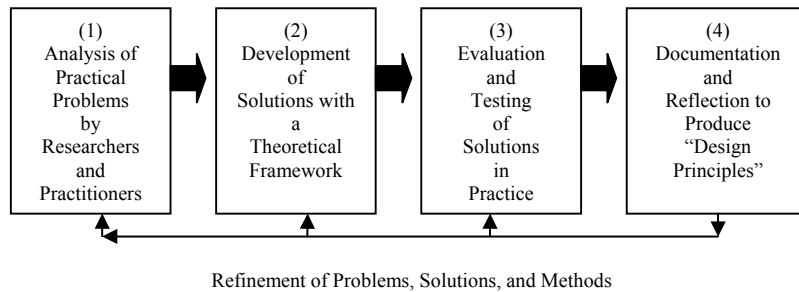 (1)
Analysis of
Practical
Problems
by
Researchers
and
Practitioners
(2)
Development
of
Solutions with
a
Theoretical
Framework
(3)
Evaluation
and
Testing
of
Solutions
in
Practice
(4)
Documentation
and
Reflection to
Produce
“Design
Principles”
Refinement of Problems, Solutions, and Methods